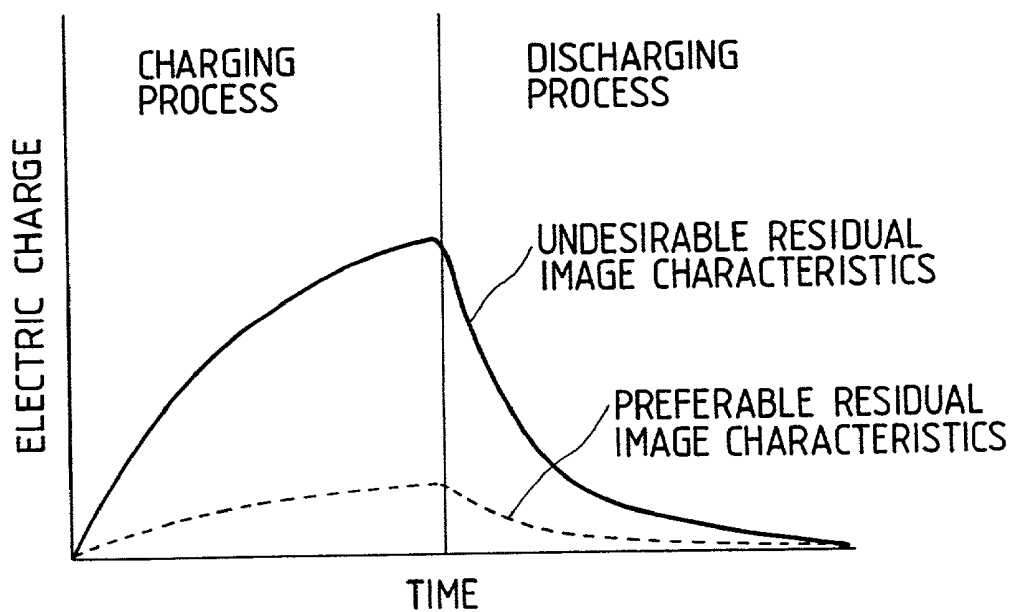 CHARGING
PROCESS
DISCHARGING
PROCESS
ELECTRIC CHARGE
UNDESIRABLE RESIDUAL
IMAGE CHARACTERISTICS
PREFERABLE RESIDUAL
IMAGE CHARACTERISTICS
TIME